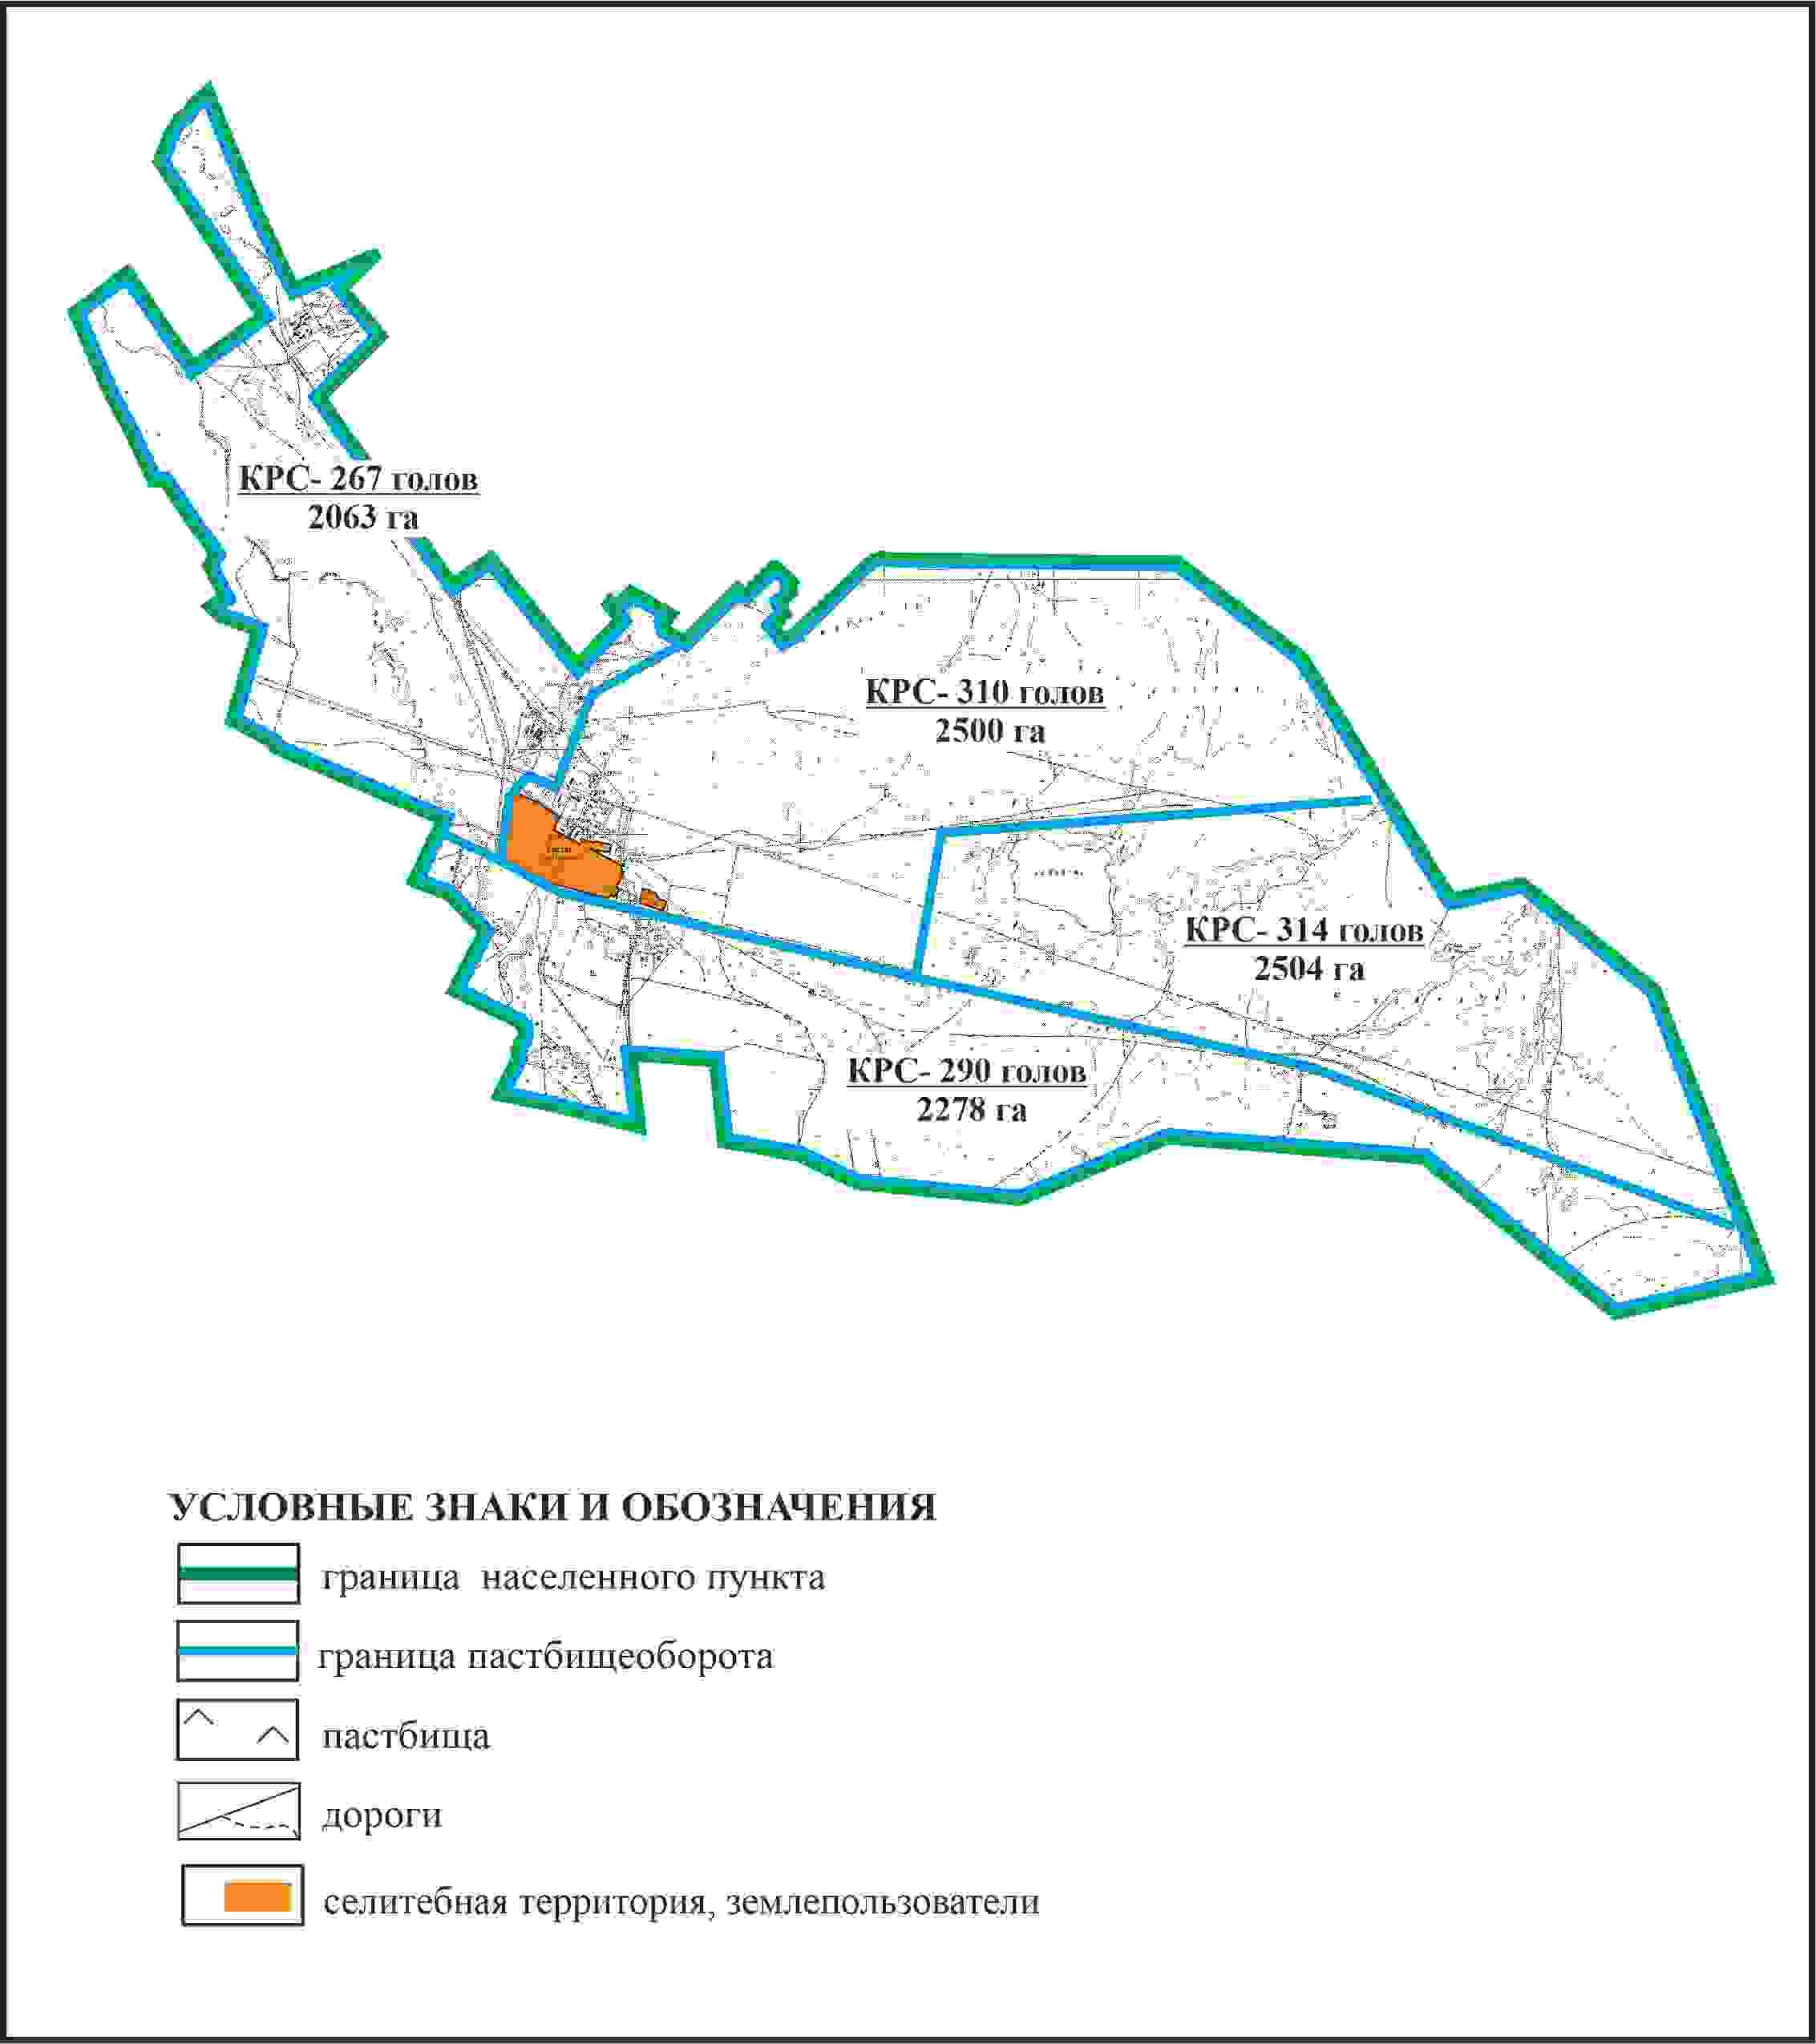 КРС- 267 голов
2063 га
КРС- 310 голов
2500 га
КРС- 314 голов
2504 га
КРС- 290 голов
2278 га
УСЛОВНЫЕ ЗНАКИ И ОБОЗНАЧЕНИЯ
граница населенного пункта
граница пастбищеоборота
пастбища
дороги
селитебная территория, землепользователи